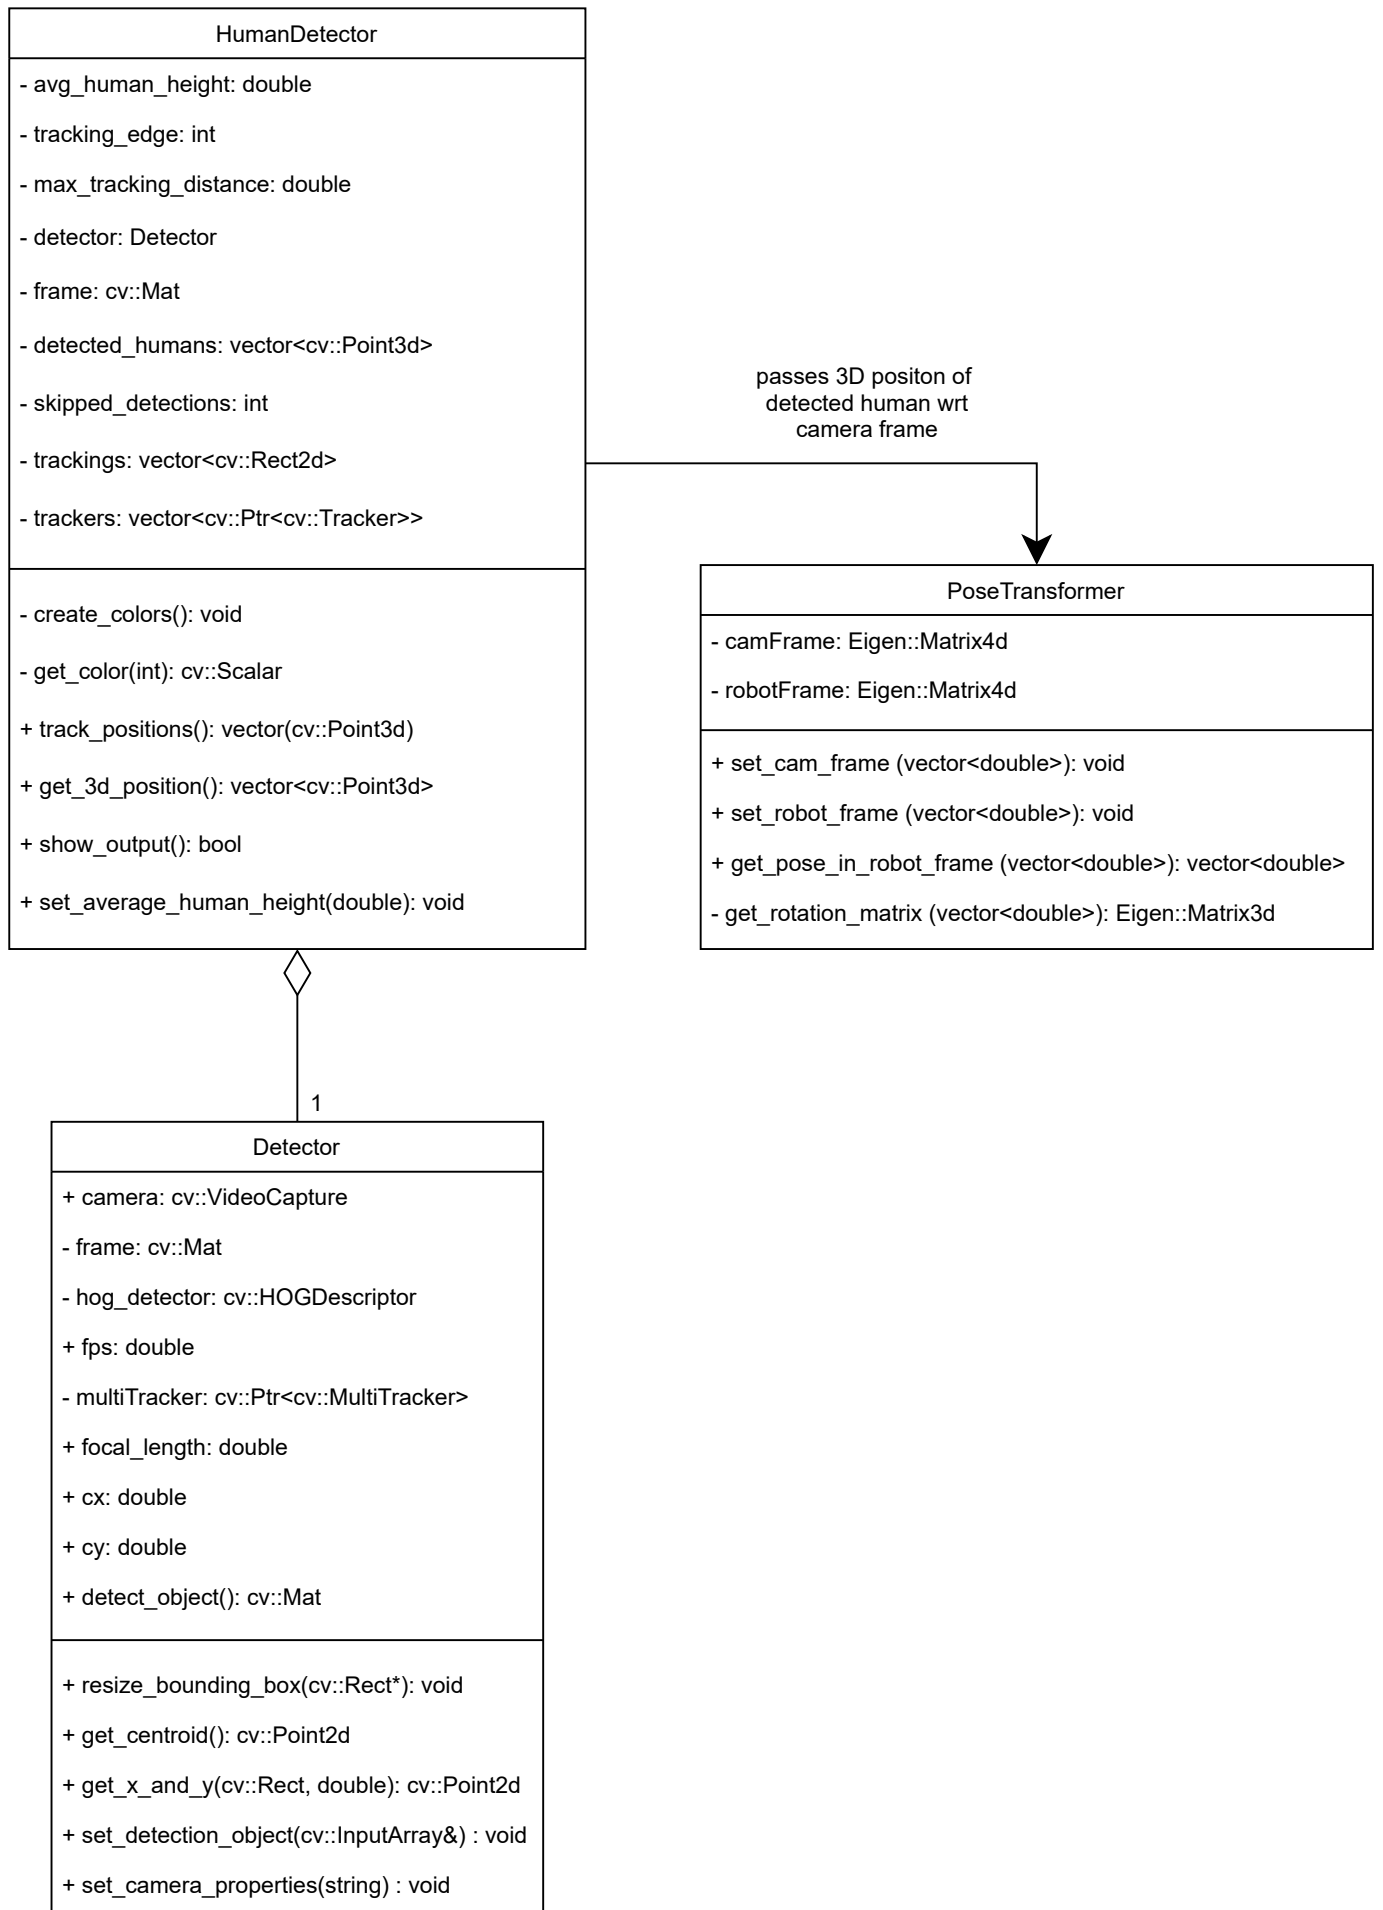 HumanDetector
- avg_human_height: double
- tracking_edge: int
- max_tracking_distance: double
- detector: Detector
- frame: cv::Mat
- detected_humans: vector<cv::Point3d>
- skipped_detections: int
- trackings: vector<cv::Rect2d>
- trackers: vector<cv::Ptr<cv::Tracker>>
- create_colors(): void
- get_color(int): cv::Scalar
+ track_positions(): vector(cv::Point3d)
+ get_3d_position(): vector<cv::Point3d>
+ show_output(): bool
+ set_average_human_height(double): void
passes 3D positon of
detected human wrt
camera frame
PoseTransformer
- camFrame: Eigen::Matrix4d
- robotFrame: Eigen::Matrix4d
+ set_cam_frame (vector<double>): void
+ set_robot_frame (vector<double>): void
+ get_pose_in_robot_frame (vector<double>): vector<double>
- get_rotation_matrix (vector<double>): Eigen::Matrix3d
1
Detector
+ camera: cv::VideoCapture
- frame: cv::Mat
- hog_detector: cv::HOGDescriptor
+ fps: double
- multiTracker: cv::Ptr<cv::MultiTracker>
+ focal_length: double
+ cx: double
+ cy: double
+ detect_object(): cv::Mat
+ resize_bounding_box(cv::Rect*): void
+ get_centroid(): cv::Point2d
+ get_x_and_y(cv::Rect, double): cv::Point2d
+ set_detection_object(cv::InputArray&) : void
+ set_camera_properties(string) : void